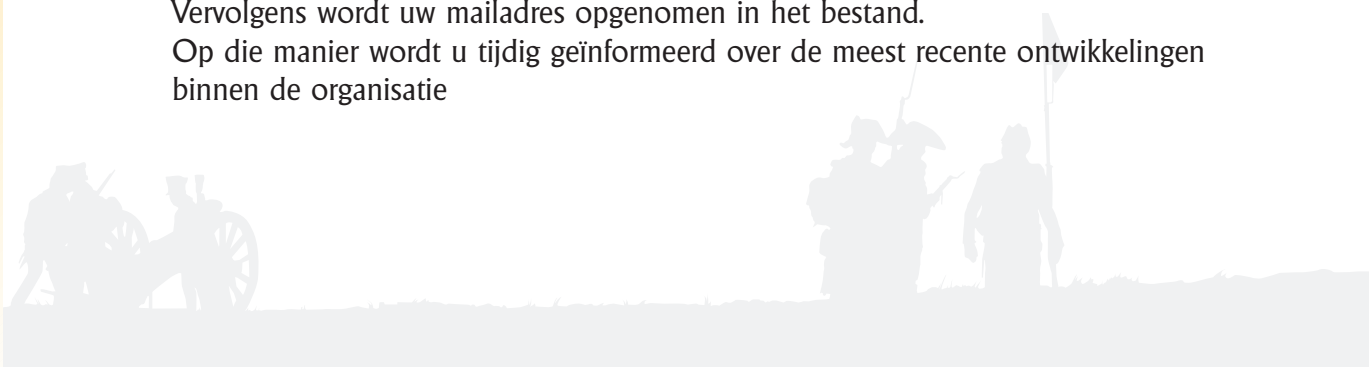 Vervolgens wordt uw mailadres opgenomen in het bestand.
Op die manier wordt u tijdig geïnformeerd over de meest recente ontwikkelingen
binnen de organisatie